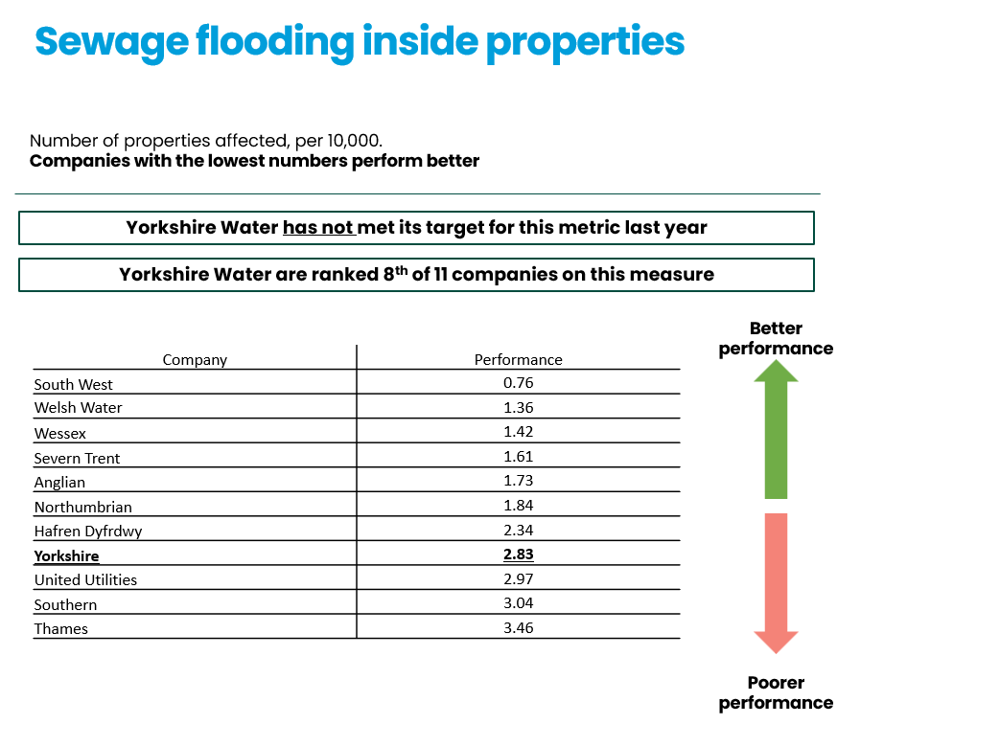 Sewage flooding inside properties
Number of properties affected, per 10,000.
Companies with the lowest numbers perform better
Yorkshire Water has not met its target for this metric last year
Yorkshire Water are ranked 8th of 11 companies on this measure
Better
performance
Company Performance
South West 0.76
Welsh Water 1.36
Wessex 1.42
Severn Trent 1.61
Anglian 1.73
Northumbrian 1.84
Hafren Dyfrdwy 2.34
Yorkshire 2.83
United Utilities 2.97
Southern 3.04
Thames 3.46
Poorer
performance